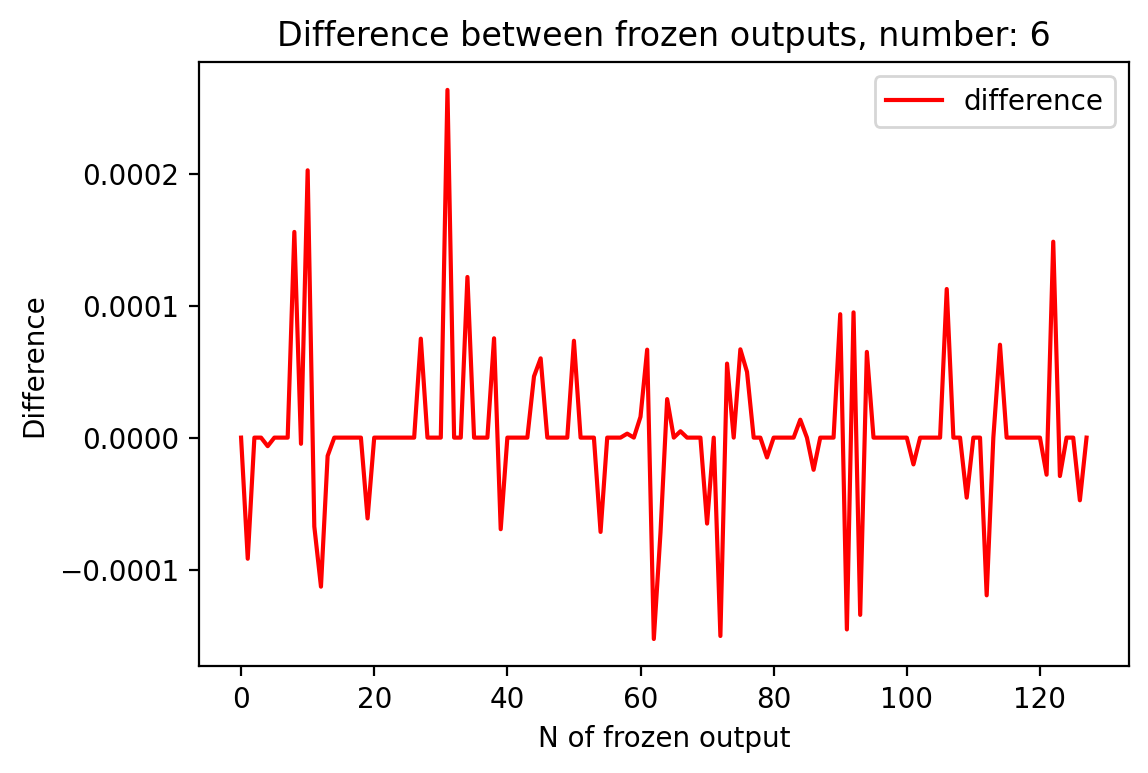 Difference between frozen outputs, number: 6
difference
0.0002
0.0001
0.0000
−0.0001
Difference
0 20 40 60 80 100 120
N of frozen output